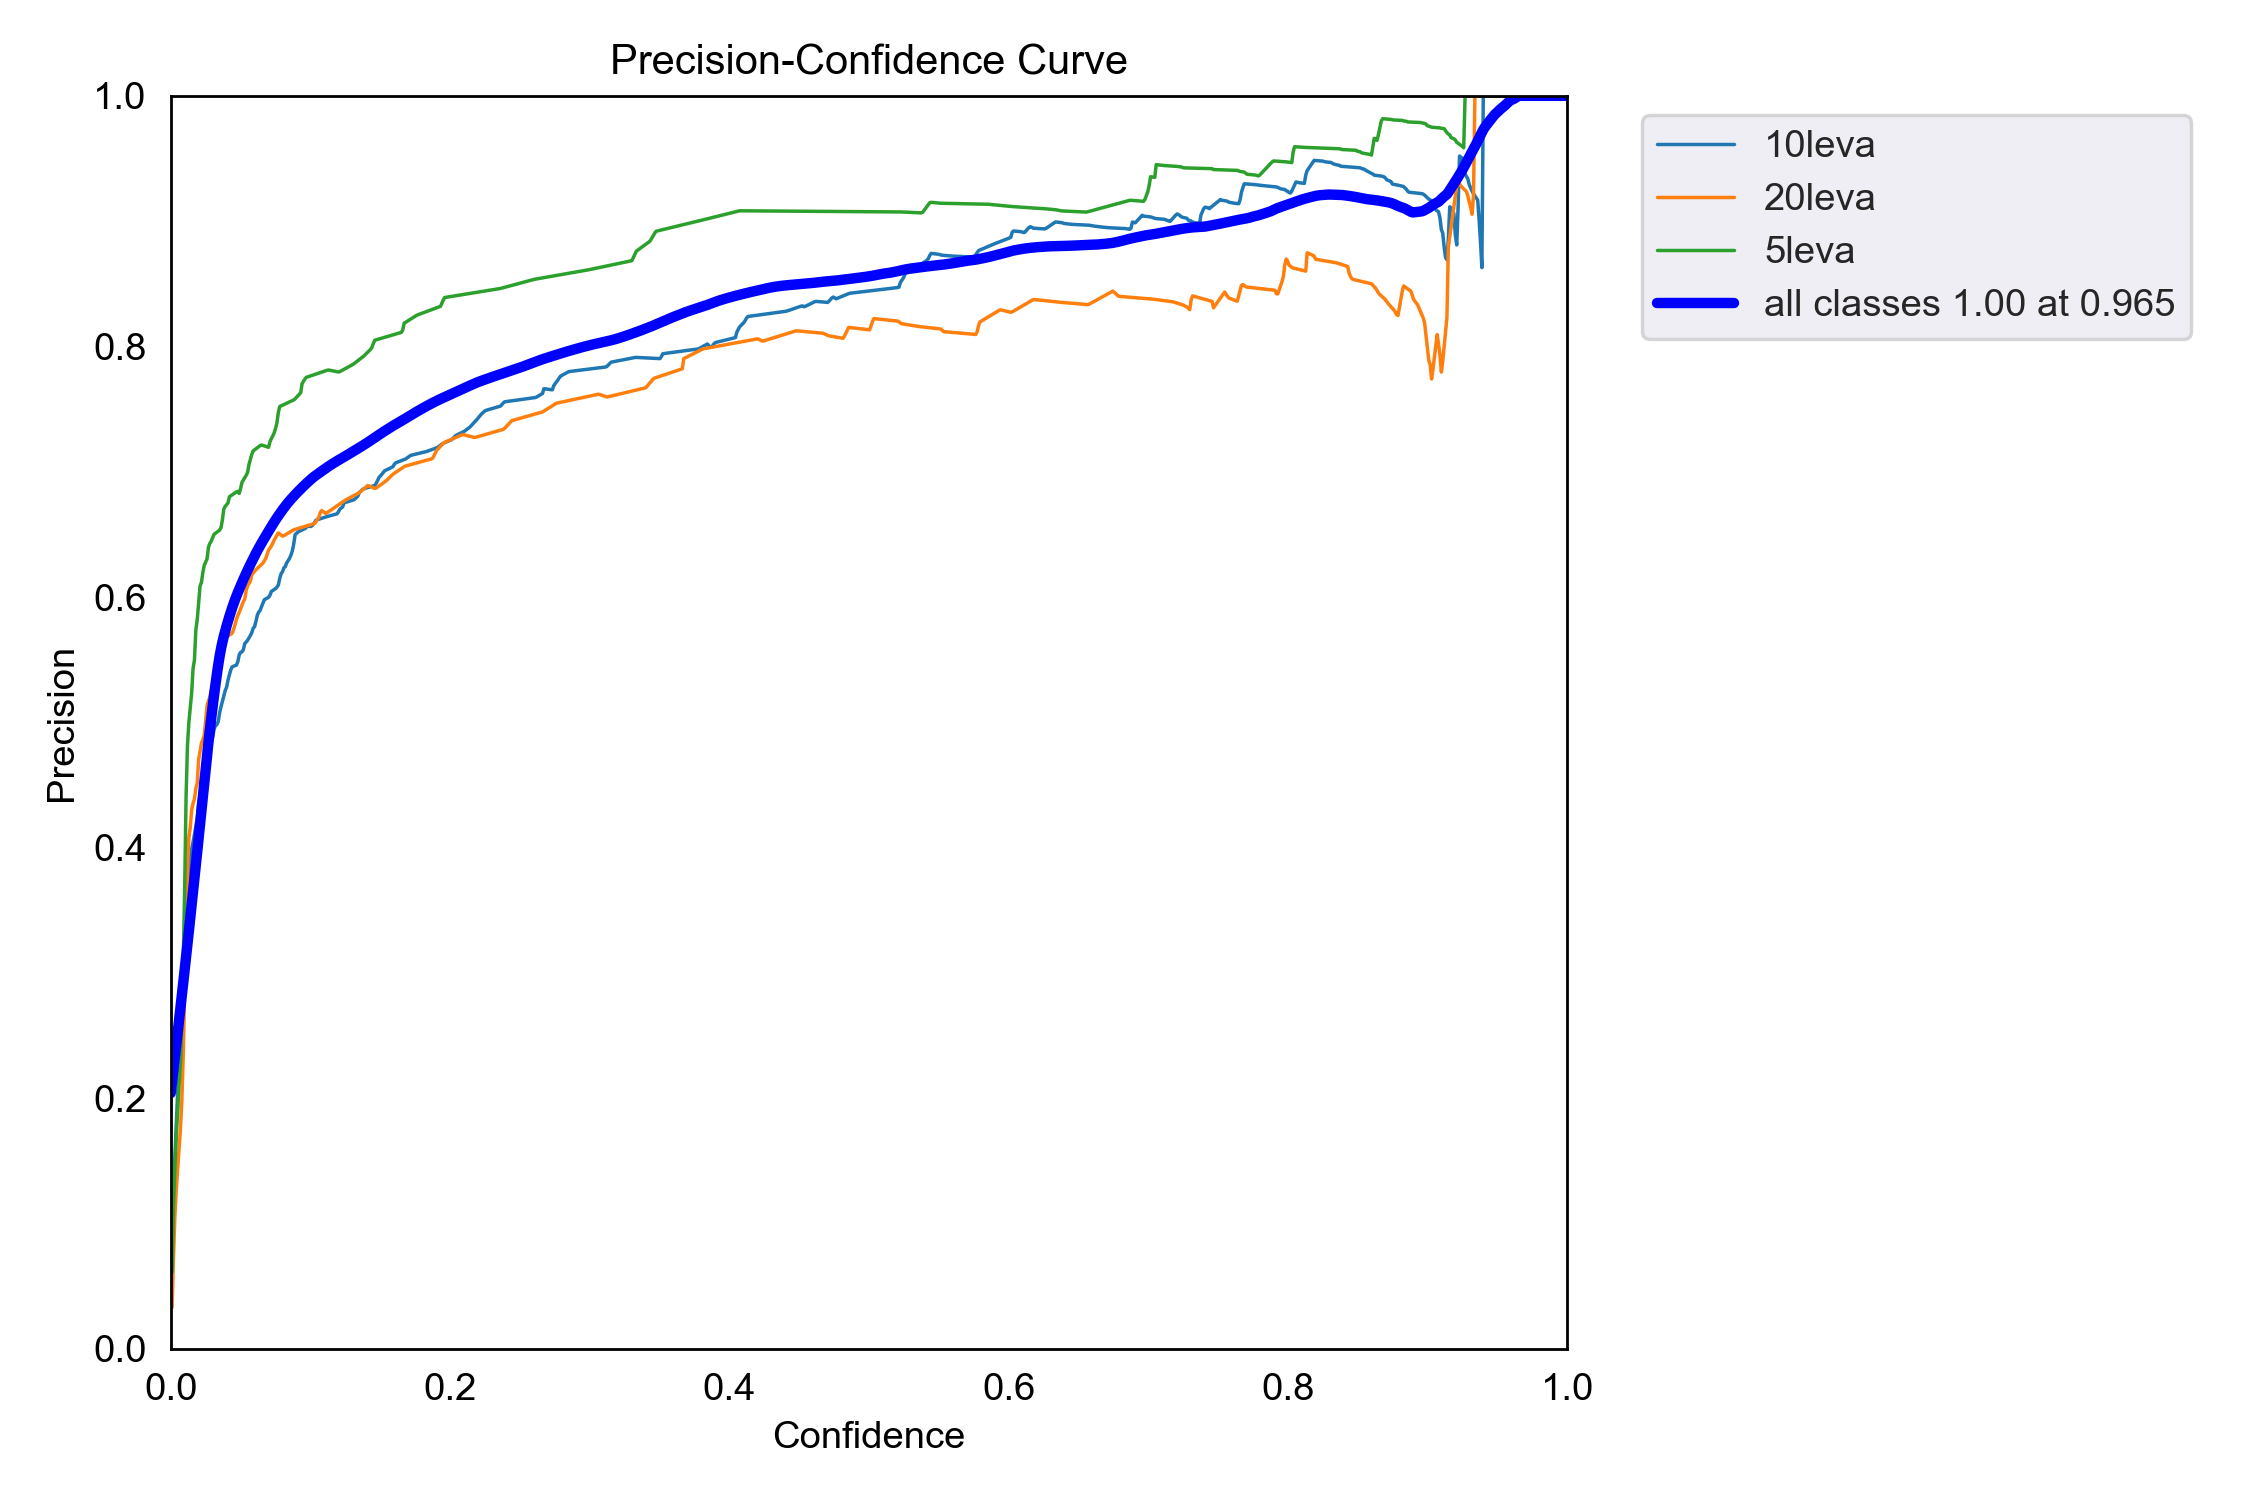 Precision-Confidence Curve
1.0
0.8
0.6
0.4
0.2
0.0
Precision
0.0 0.2 0.4 0.6 0.8 1.0
Confidence
10leva
20leva
5leva
all classes 1.00 at 0.965